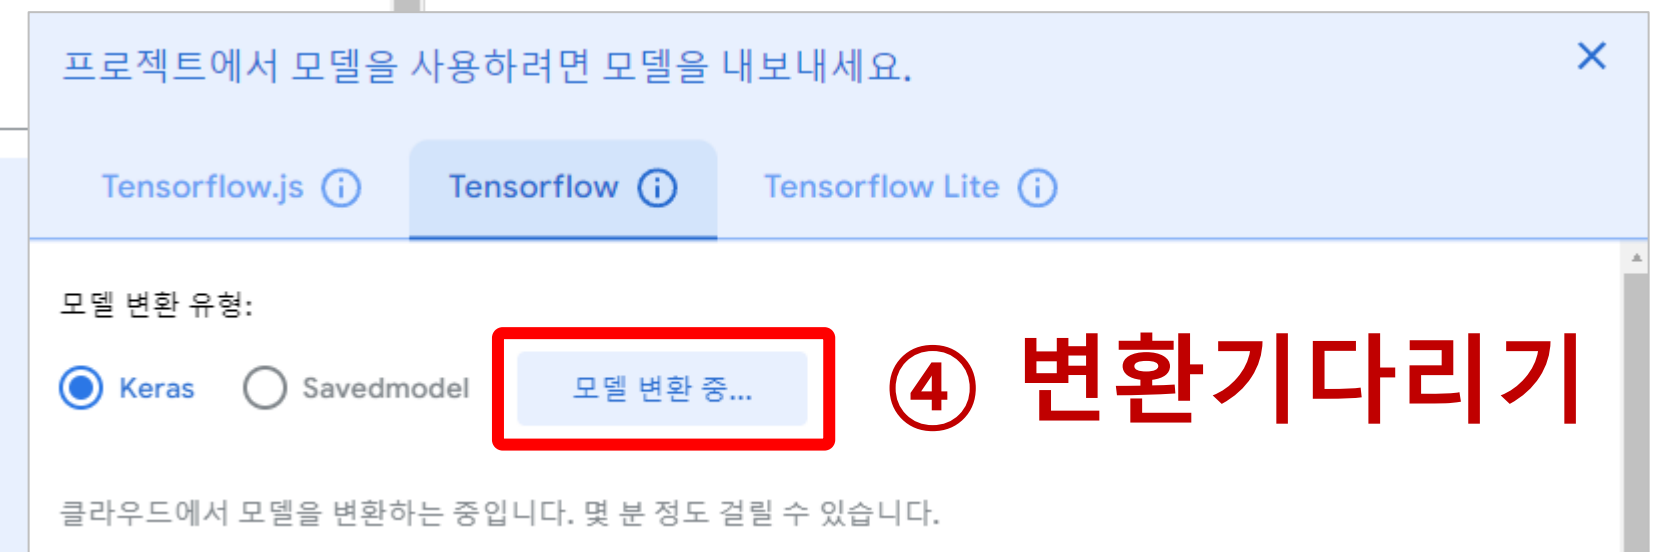 프로젝트에서 모델을 사용하려면 모델을 내보내세요.
Tensorflow.js Tensorflow Tensorflow Lite
모델 변환 유형:
Keras Savedmodel 모델 변환 중... ④ 변환기다리기
클라우드에서 모델을 변환하는 중입니다. 몇 분 정도 걸릴 수 있습니다.